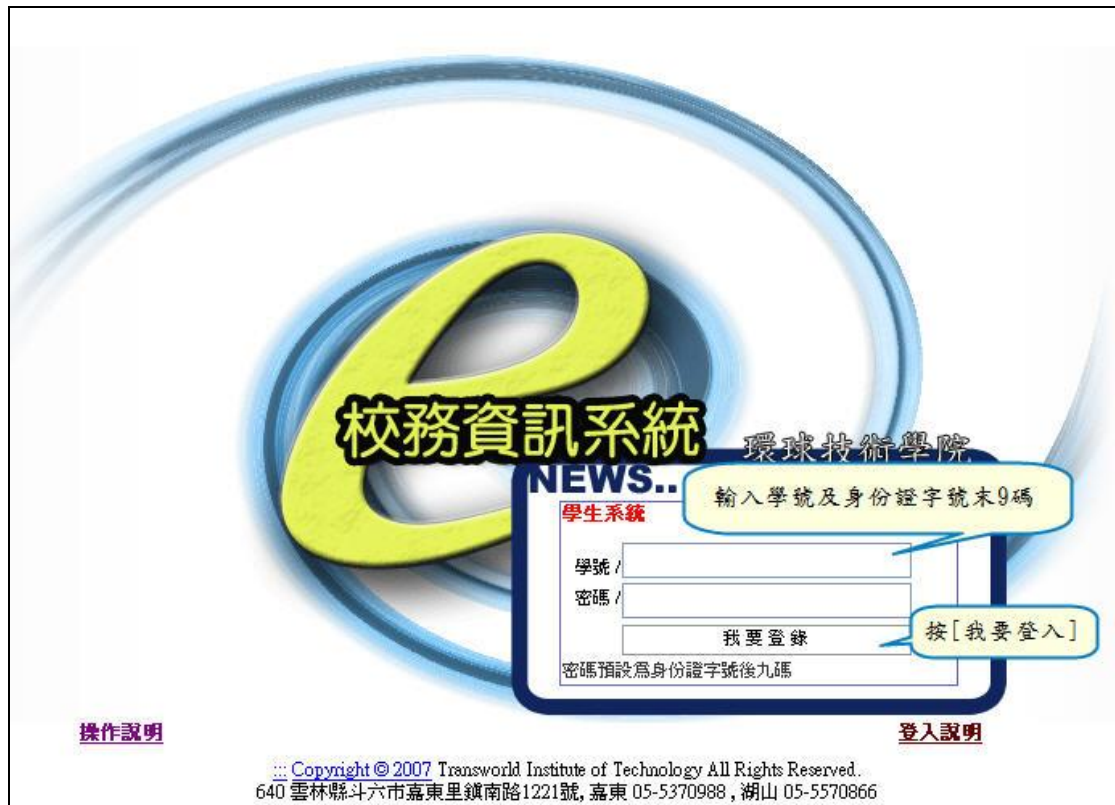 校務資訊系統
環球技術學院
NEWS..
輸入學號及身份證字號末9碼
學生系統
學號 /
密碼 /
我要登錄
按[我要登入]
密碼預設為身份證字號後九碼
操作說明
登入說明
::: Copyright © 2007 Transworld Institute of Technology All Rights Reserved.
640 雲林縣斗六市嘉東里鎮南路1221號, 嘉東 05-5370988 , 湖山 05-5570866